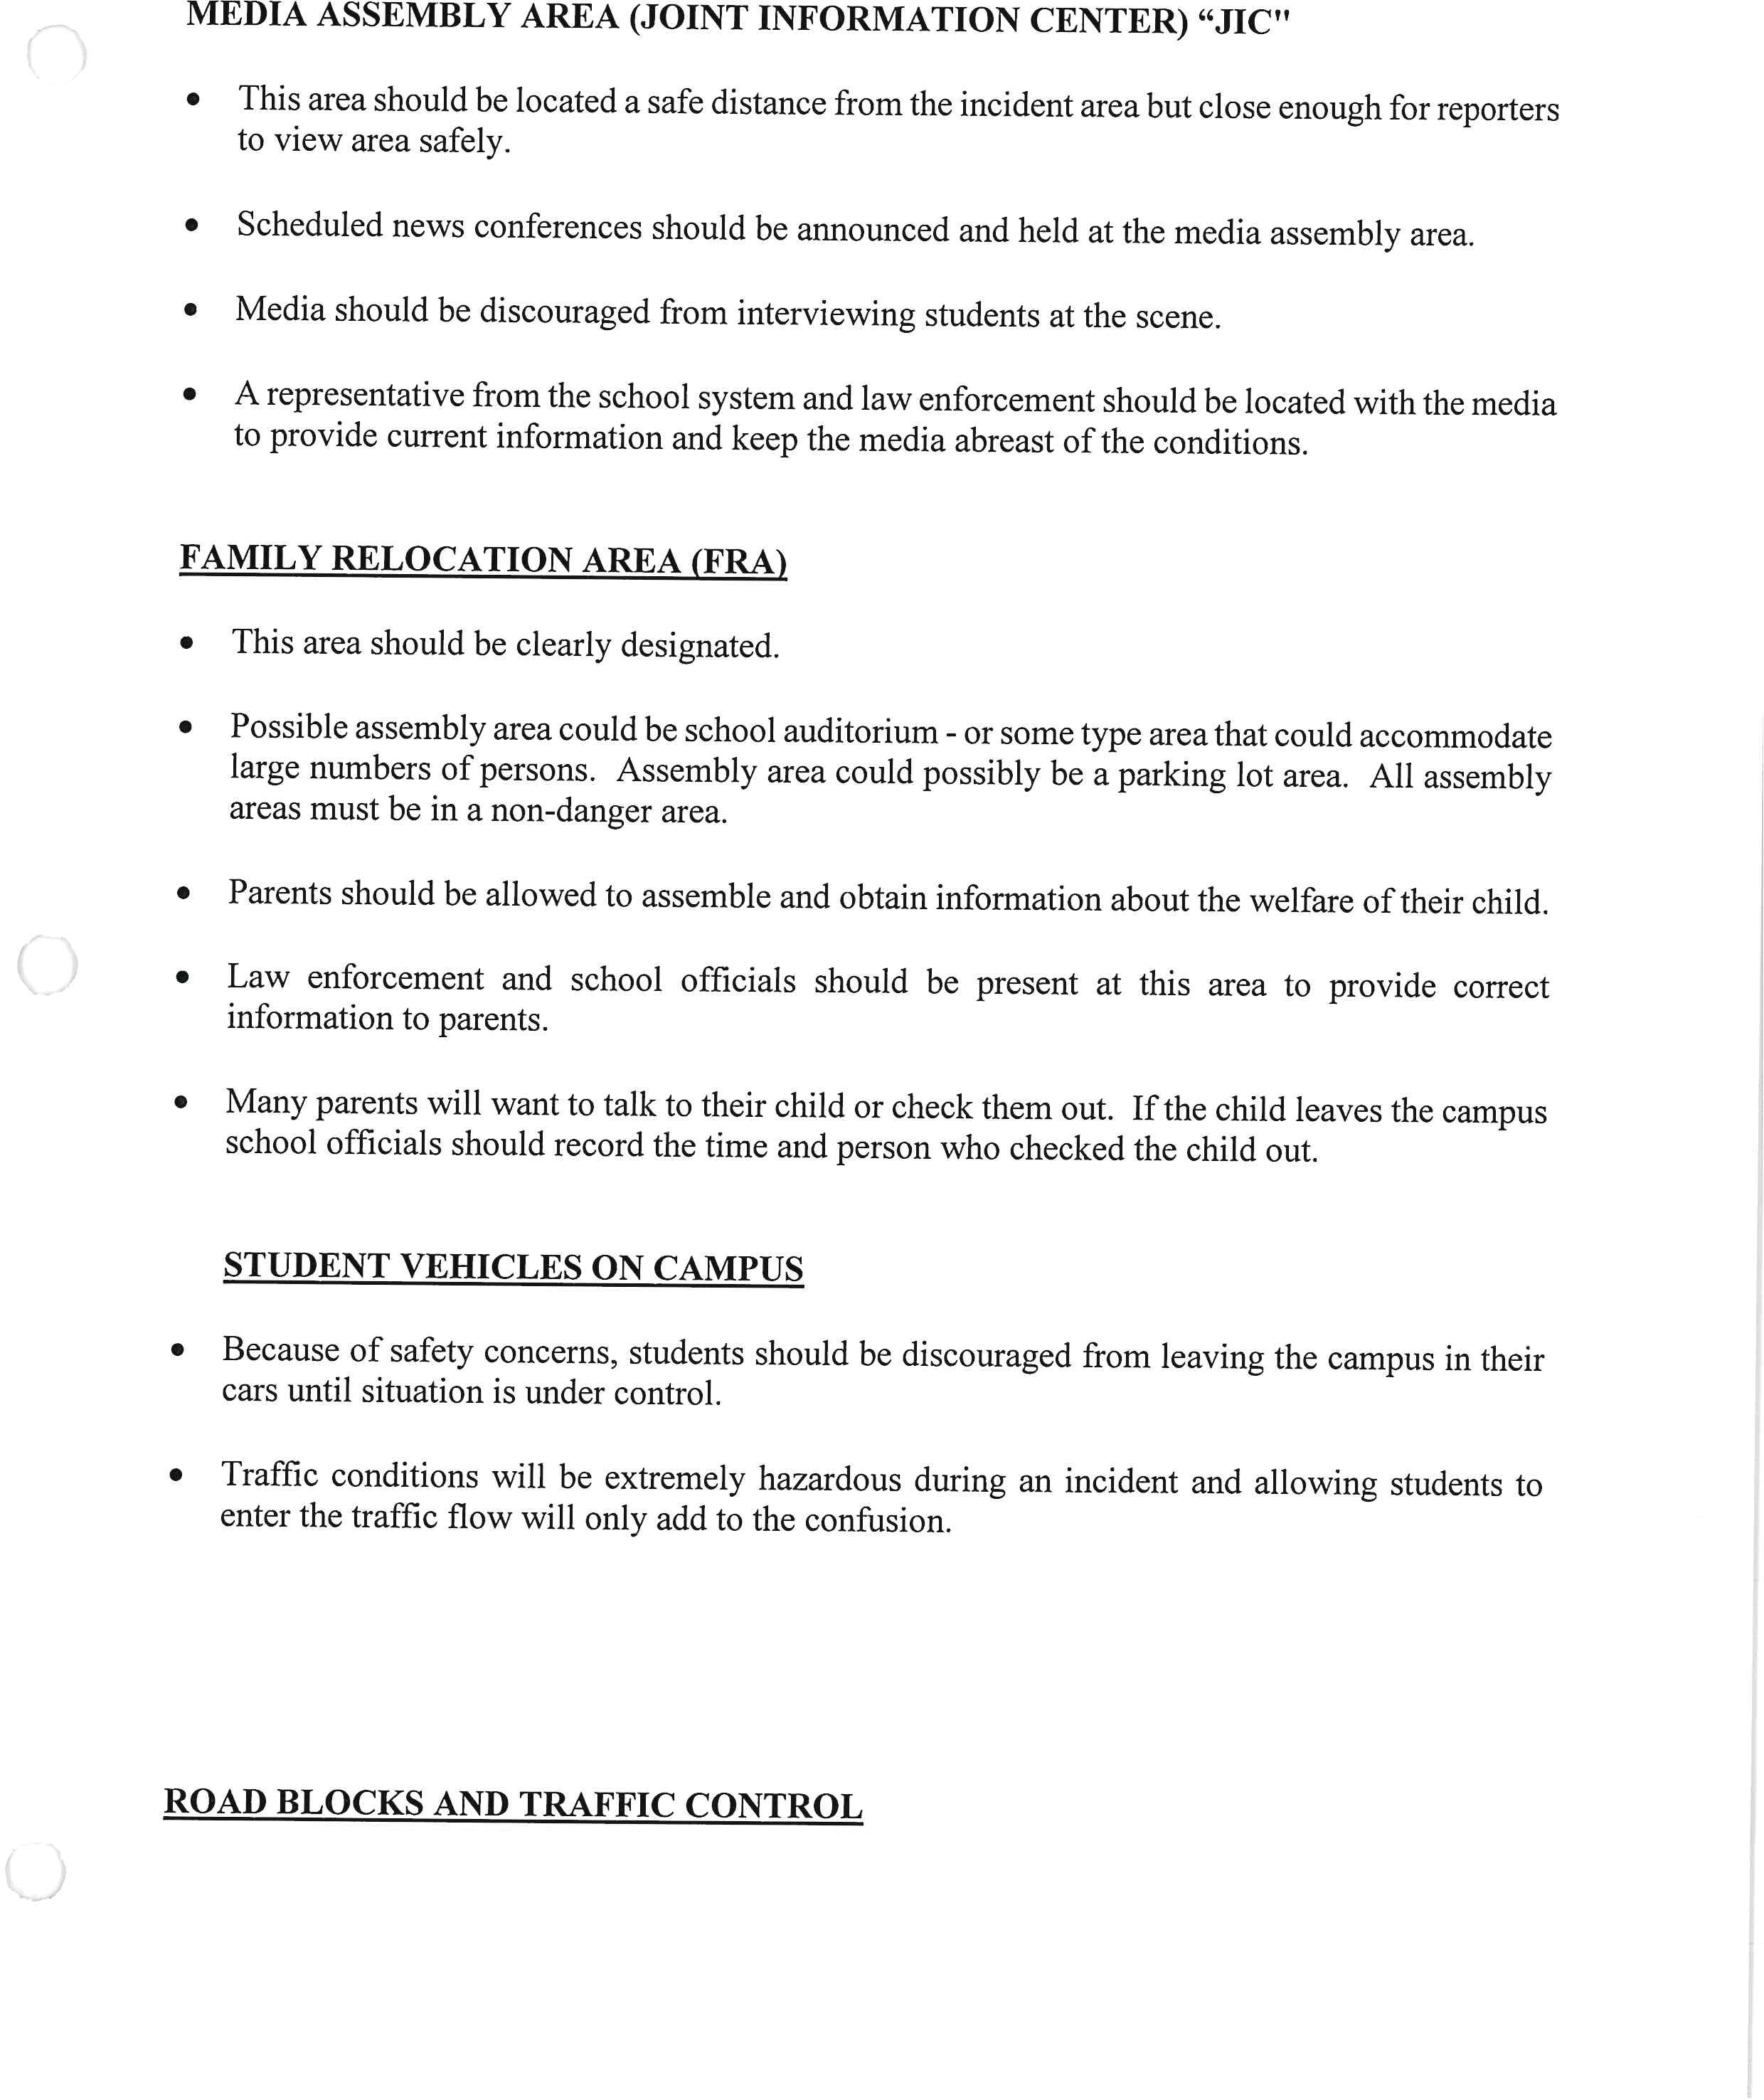 MEDIA ASSEMBLY AREA (JOINT INFORMATION CENTER) “JIC"
• This area should be located a safe distance from the incident area but close enough for reporters
to view area safely.
• Scheduled news conferences should be announced and held at the media assembly area.
• Media should be discouraged from interviewing students at the scene.
• A representative from the school system and law enforcement should be located with the media
to provide current information and keep the media abreast of the conditions.
FAMILY RELOCATION AREA (FRA)
• This area should be clearly designated.
• Possible assembly area could be school auditorium - or some type area that could accommodate
large numbers of persons. Assembly area could possibly be a parking lot area. All assembly
areas must be in a non-danger area.
• Parents should be allowed to assemble and obtain information about the welfare of their child.
• Law enforcement and school officials should be present at this area to provide correct
information to parents.
• Many parents will want to talk to their child or check them out. If the child leaves the campus
school officials should record the time and person who checked the child out.
STUDENT VEHICLES ON CAMPUS
• Because of safety concerns, students should be discouraged from leaving the campus in their
cars until situation is under control.
• Traffic conditions will be extremely hazardous during an incident and allowing students to
enter the traffic flow will only add to the confusion.
ROAD BLOCKS AND TRAFFIC CONTROL